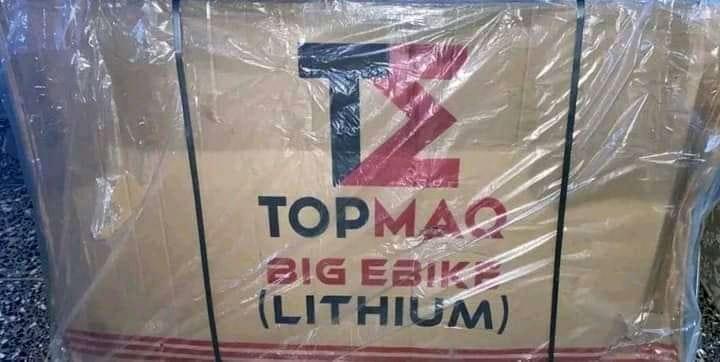 TOPMAQ
BIG EBIKE
(LITHIUM)